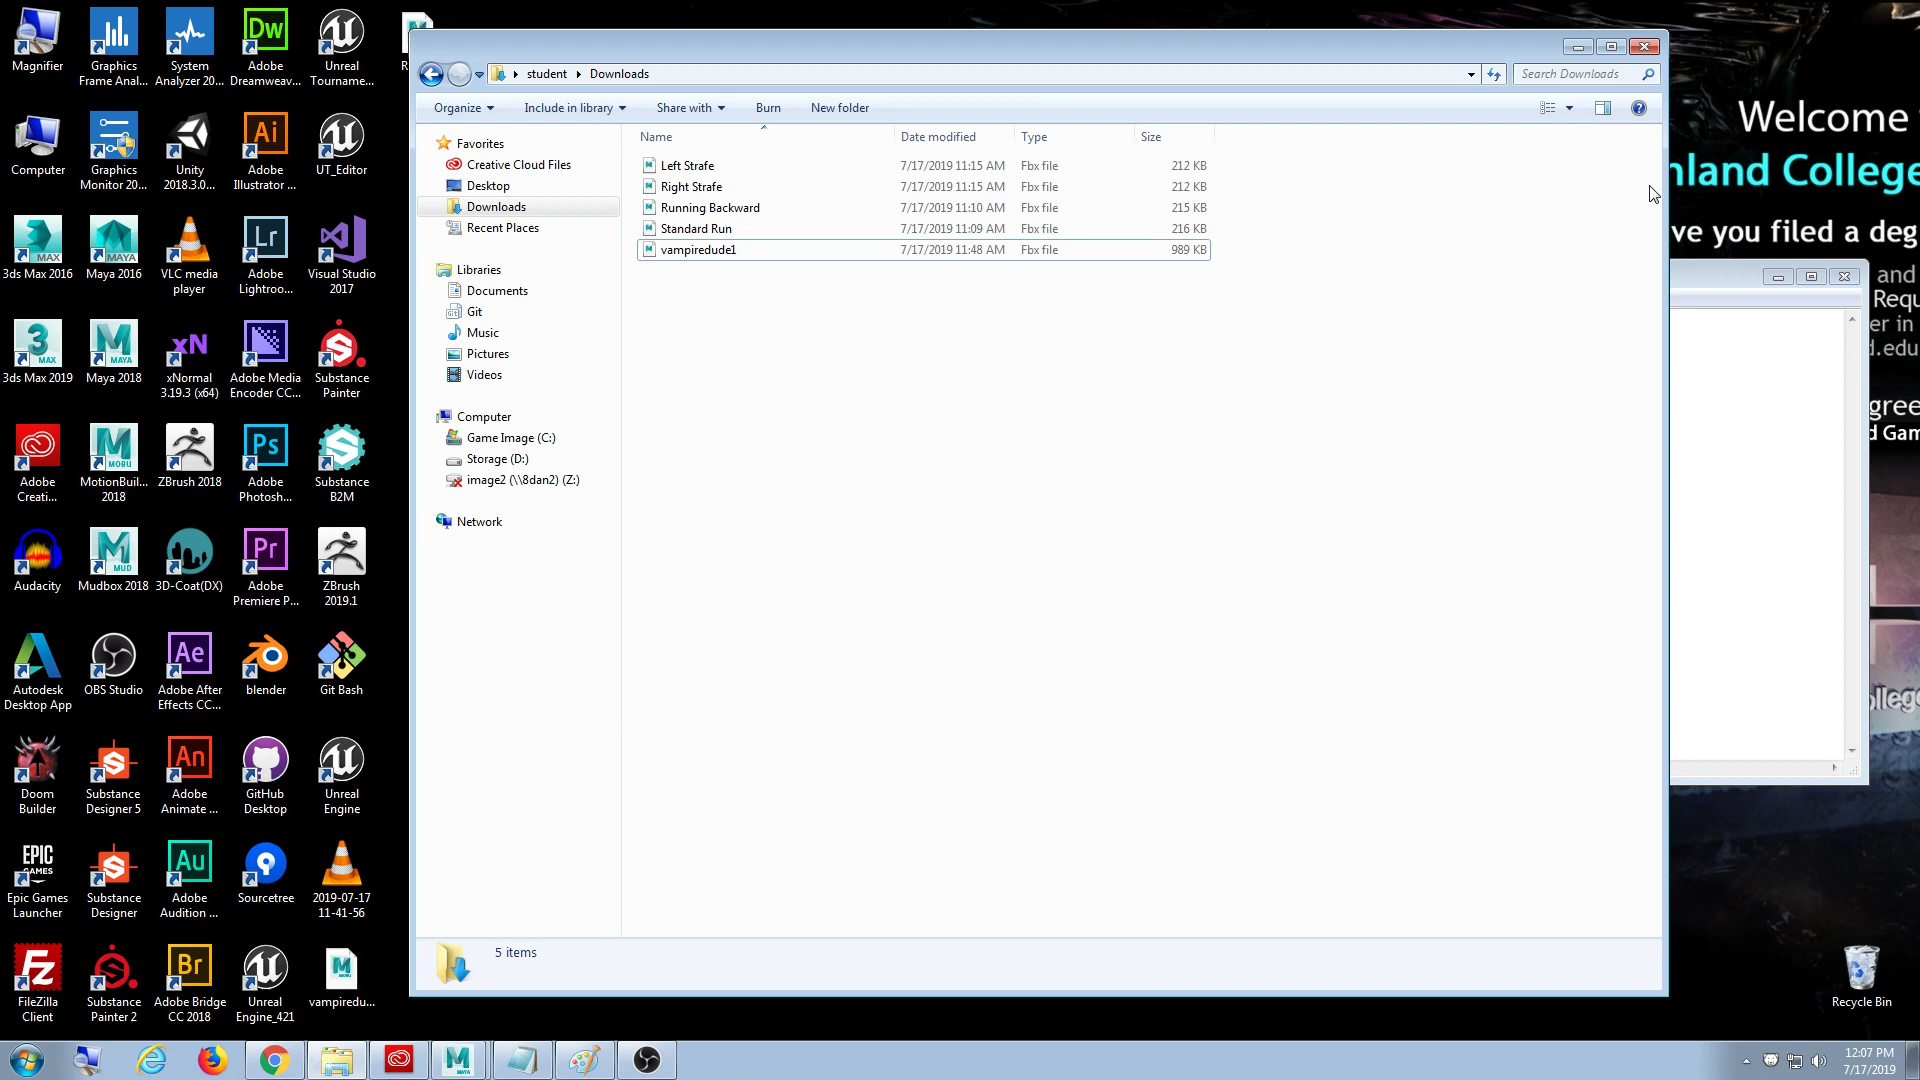 Magnifier
Graphics
Frame Anal...
System
Analyzer 20...
Adobe
Dreamweav...
Unreal
Tourname...
Computer
Graphics
Monitor 20...
Unity
2018.3.0...
Adobe
Illustrator ...
UT_Editor
3ds Max 2016
Maya 2016
VLC media
player
Adobe
Lightroo...
Visual Studio
2017
3ds Max 2019
Maya 2018
xNormal
3.19.3 (x64)
Adobe Media
Encoder CC...
Substance
Painter
Adobe
Creati...
MotionBuil...
2018
ZBrush 2018
Adobe
Photosh...
Substance
B2M
Audacity
Mudbox 2018
3D-Coat(DX)
Adobe
Premiere P...
ZBrush
2019.1
Autodesk
Desktop App
OBS Studio
Adobe After
Effects CC...
blender
Git Bash
Doom
Builder
Substance
Designer 5
Adobe
Animate ...
GitHub
Desktop
Unreal
Engine
Epic Games
Launcher
Substance
Designer
Adobe
Audition ...
Sourcetree
2019-07-17
11-41-56
FileZilla
Client
Substance
Painter 2
Adobe Bridge
CC 2018
Unreal
Engine_421
vampiredu...
student
Downloads
Search Downloads
Organize
Include in library
Share with
Burn
New folder
Favorites
Creative Cloud Files
Desktop
Downloads
Recent Places
Libraries
Documents
Git
Music
Pictures
Videos
Computer
Game Image (C:)
Storage (D:)
image2 (\\8dan2) (Z:)
Network
Name Date modified Type Size
Left Strafe 7/17/2019 11:15 AM Fbx file 212 KB
Right Strafe 7/17/2019 11:15 AM Fbx file 212 KB
Running Backward 7/17/2019 11:10 AM Fbx file 215 KB
Standard Run 7/17/2019 11:09 AM Fbx file 216 KB
vampiredude1 7/17/2019 11:48 AM Fbx file 989 KB
5 items
Welcome
nland College
ve you filed a deg
and
Requ
er in
d.edu
gree
d Gam
ollege
Recycle Bin
12:07 PM
7/17/2019